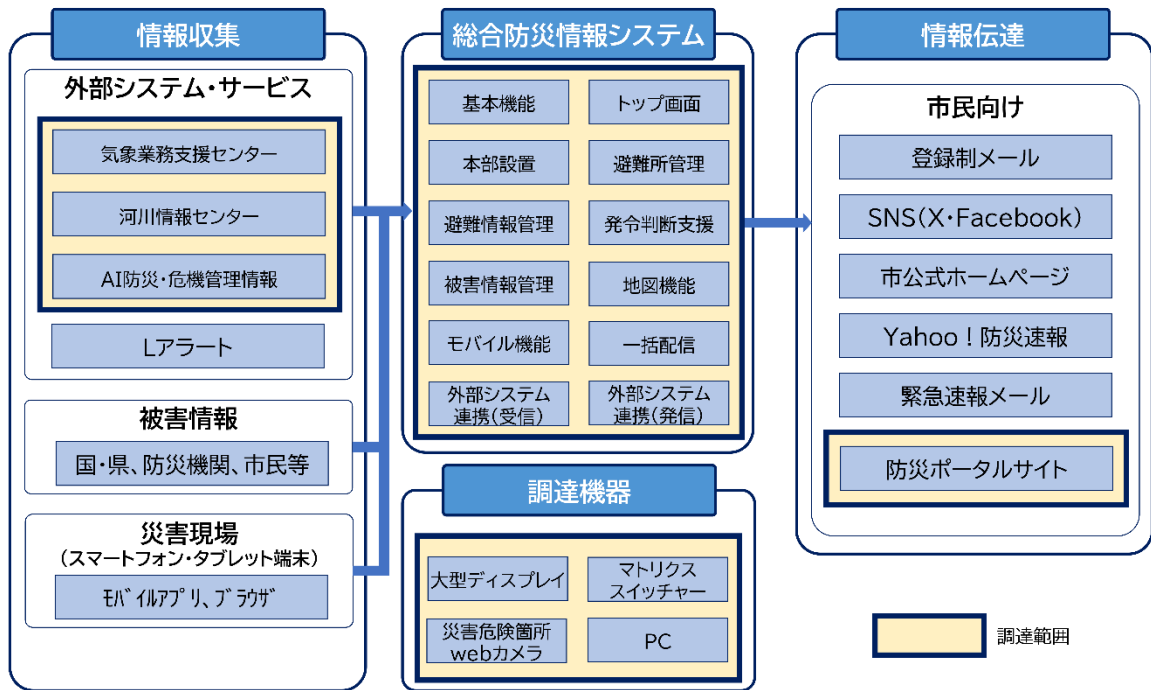 情報収集
外部システム・サービス
気象業務支援センター
河川情報センター
AI防災・危機管理情報
Lアラート
被害情報
国・県、防災機関、市民等
災害現場
(スマートフォン・タブレット端末)
ﾓﾊﾞｲﾙｱﾌﾟﾘ、ﾌﾞﾗｳｻﾞ
総合防災情報システム
基本機能
トップ画面
本部設置
避難所管理
避難情報管理
発令判断支援
被害情報管理
地図機能
モバイル機能
一括配信
外部システム
連携(受信)
外部システム
連携(発信)
調達機器
大型ディスプレイ
マトリクス
スイッチャー
災害危険箇所
webカメラ
PC
情報伝達
市民向け
登録制メール
SNS(X・Facebook)
市公式ホームページ
Yahoo！防災速報
緊急速報メール
防災ポータルサイト
調達範囲